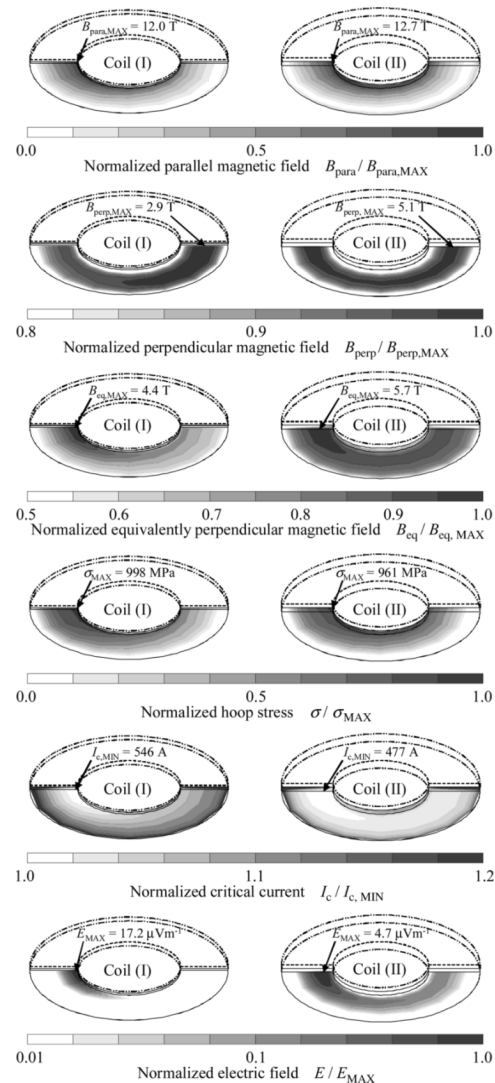 B_para,MAX = 12.0 T
B_para,MAX = 12.7 T
Coil (I)
Coil (II)
0.0 0.5 1.0
Normalized parallel magnetic field B_para / B_para,MAX
B_perp,MAX = 2.9 T
B_perp, MAX = 5.1 T
Coil (I)
Coil (II)
0.8 0.9 1.0
Normalized perpendicular magnetic field B_perp / B_perp,MAX
B_eq,MAX = 4.4 T
B_eq,MAX = 5.7 T
Coil (I)
Coil (II)
0.5 0.6 0.7 0.8 0.9 1.0
Normalized equivalently perpendicular magnetic field B_eq / B_eq, MAX
σ_MAX = 998 MPa
σ_MAX = 961 MPa
Coil (I)
Coil (II)
0.0 0.5 1.0
Normalized hoop stress σ / σ_MAX
I_c,MIN = 546 A
I_c,MIN = 477 A
Coil (I)
Coil (II)
1.0 1.1 1.2
Normalized critical current I_c / I_c, MIN
E_MAX = 17.2 μVm⁻¹
E_MAX = 4.7 μVm⁻¹
Coil (I)
Coil (II)
0.01 0.1 1.0
Normalized electric field E / E_MAX